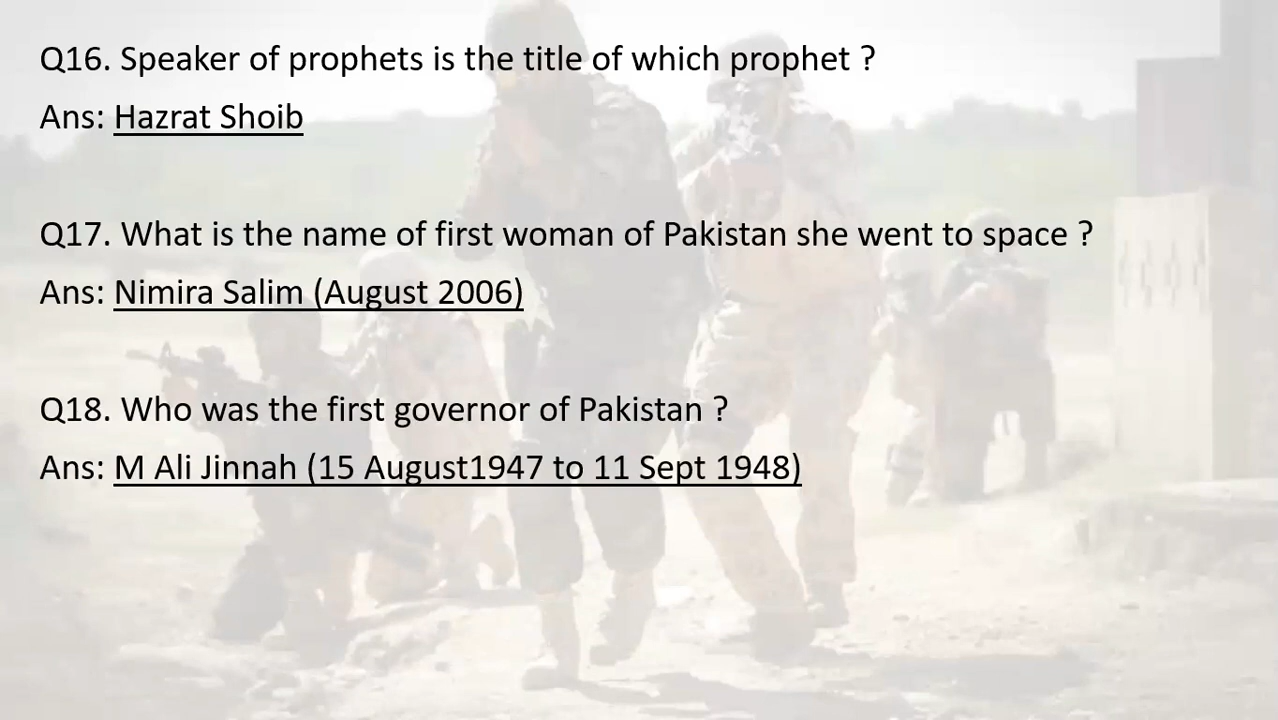 Q16. Speaker of prophets is the title of which prophet ?
Ans: Hazrat Shoib
Q17. What is the name of first woman of Pakistan she went to space ?
Ans: Nimira Salim (August 2006)
Q18. Who was the first governor of Pakistan ?
Ans: M Ali Jinnah (15 August1947 to 11 Sept 1948)